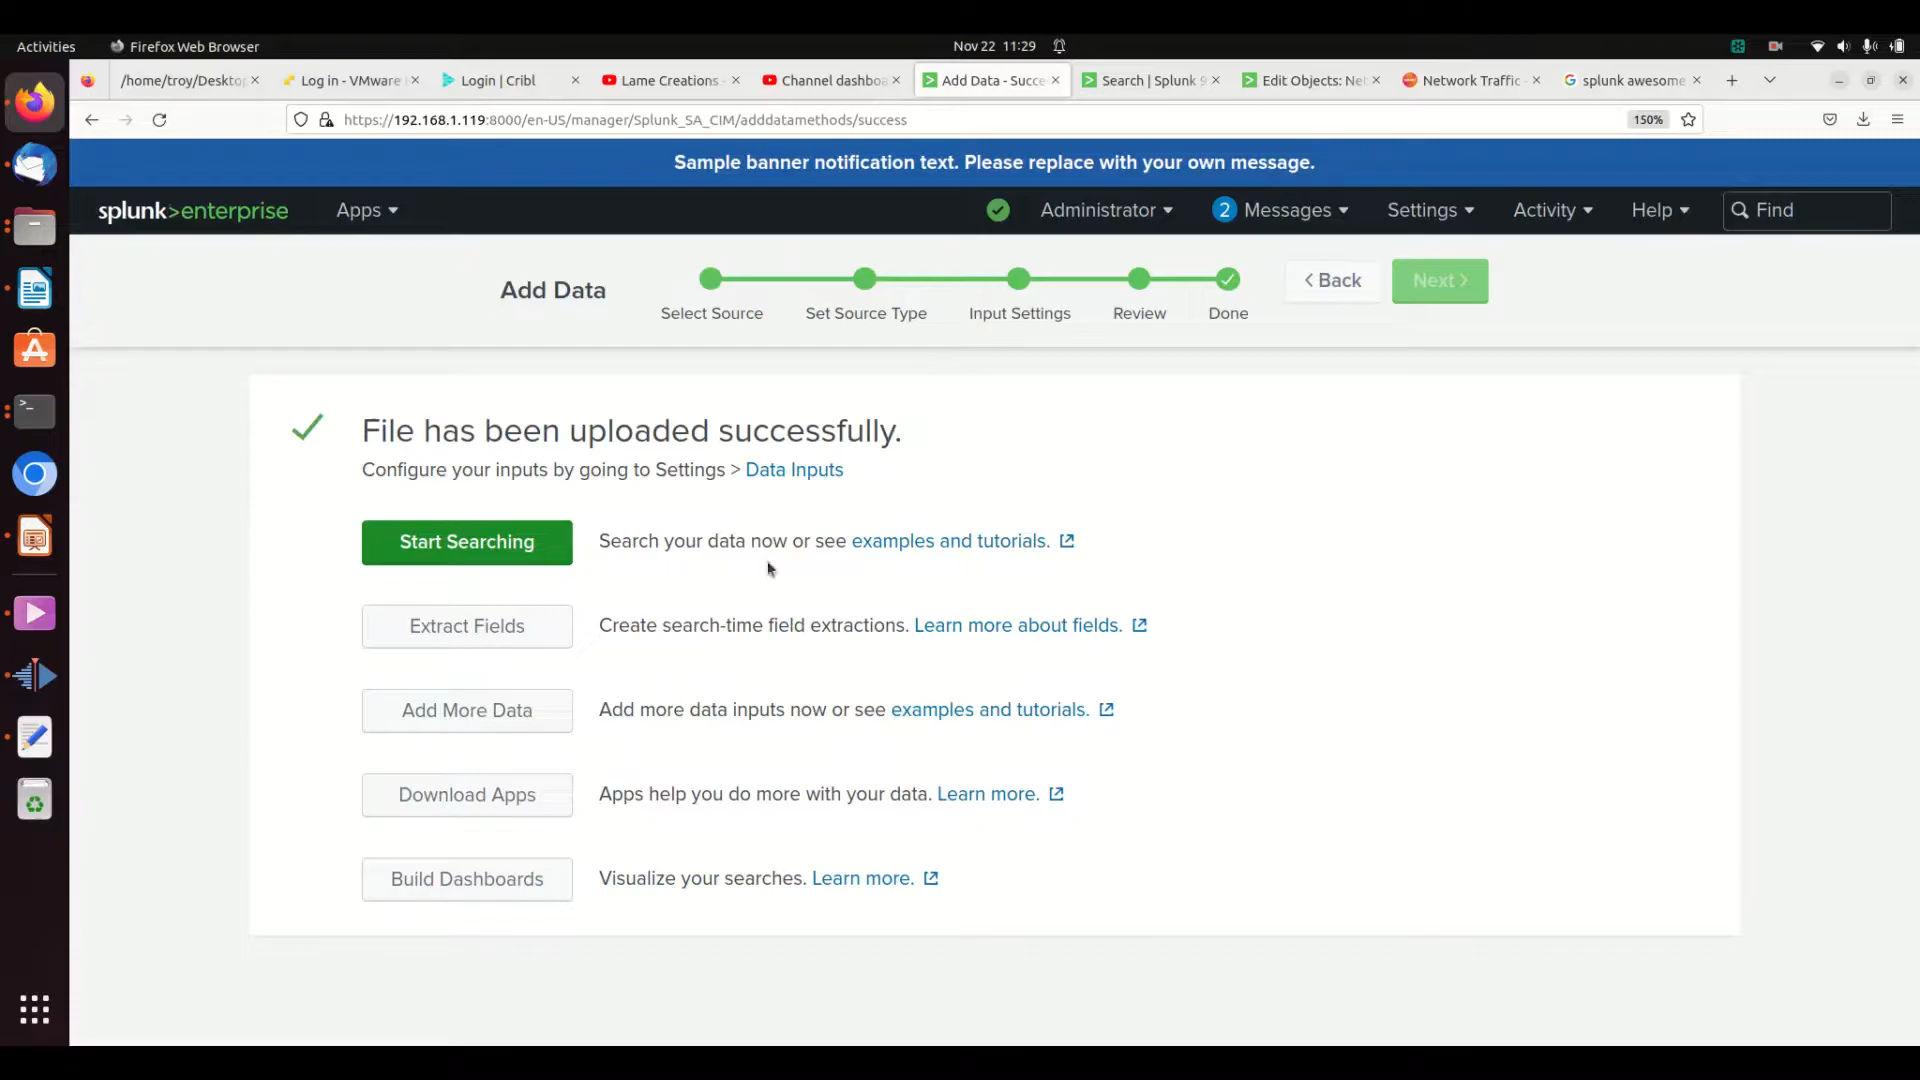 Activities Firefox Web Browser Nov 22 11:29
/home/troy/Desktop Log in - VMware Login | Cribl Lame Creations - Channel dashboa Add Data - Succe Search | Splunk 9 Edit Objects: Net Network Traffic - splunk awesome
https://192.168.1.119:8000/en-US/manager/Splunk_SA_CIM/adddatamethods/success 150%
Sample banner notification text. Please replace with your own message.
splunk>enterprise Apps Administrator 2 Messages Settings Activity Help Find
Add Data
Select Source Set Source Type Input Settings Review Done
< Back Next >
File has been uploaded successfully.
Configure your inputs by going to Settings > Data Inputs
Start Searching Search your data now or see examples and tutorials.
Extract Fields Create search-time field extractions. Learn more about fields.
Add More Data Add more data inputs now or see examples and tutorials.
Download Apps Apps help you do more with your data. Learn more.
Build Dashboards Visualize your searches. Learn more.